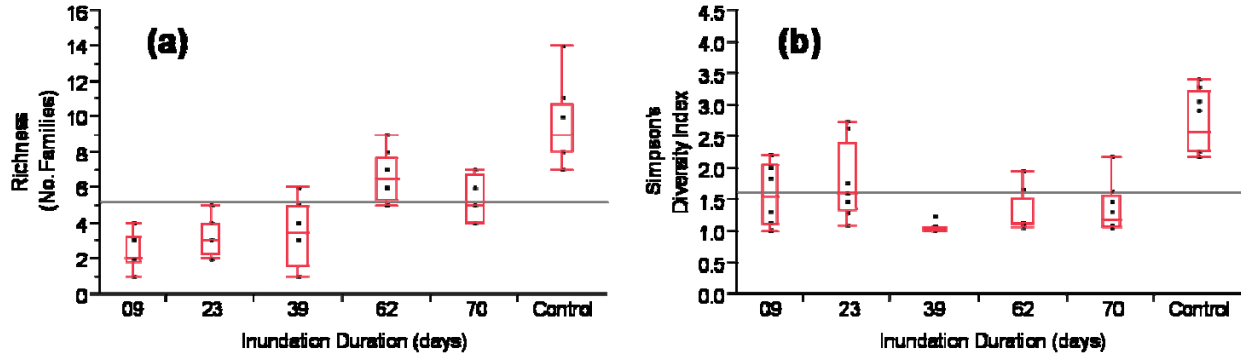 (a)
Richness
(No. Families)
16
14
12
10
8
6
4
2
0
09 23 39 62 70 Control
Inundation Duration (days)
(b)
Simpson's
Diversity Index
4.5
4.0
3.5
3.0
2.5
2.0
1.5
1.0
0.5
0.0
09 23 39 62 70 Control
Inundation Duration (days)